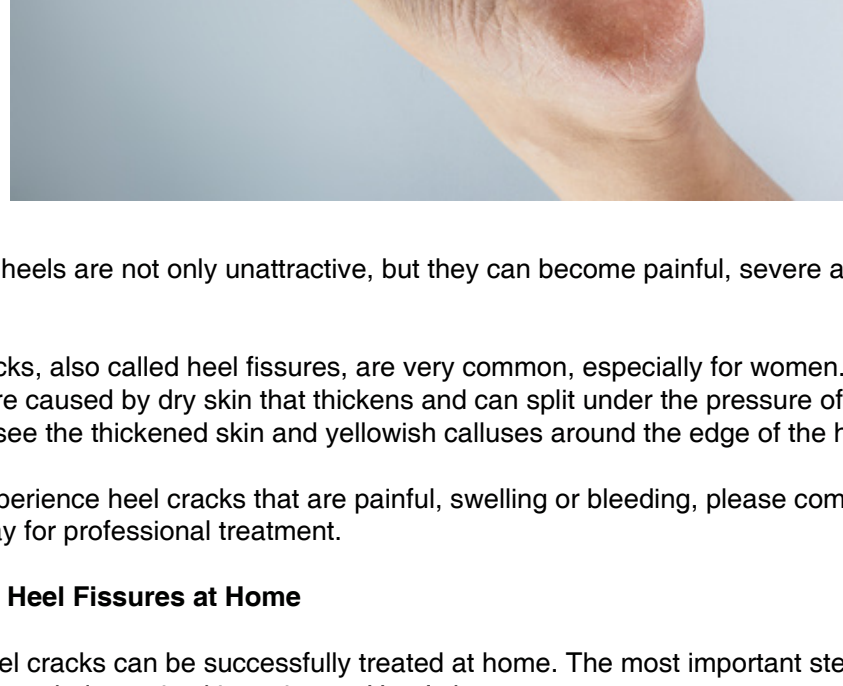 heels are not only unattractive, but they can become painful, severe a
cks, also called heel fissures, are very common, especially for women.
re caused by dry skin that thickens and can split under the pressure of
see the thickened skin and yellowish calluses around the edge of the h
perience heel cracks that are painful, swelling or bleeding, please com
ay for professional treatment.
Heel Fissures at Home
el cracks can be successfully treated at home. The most important ste